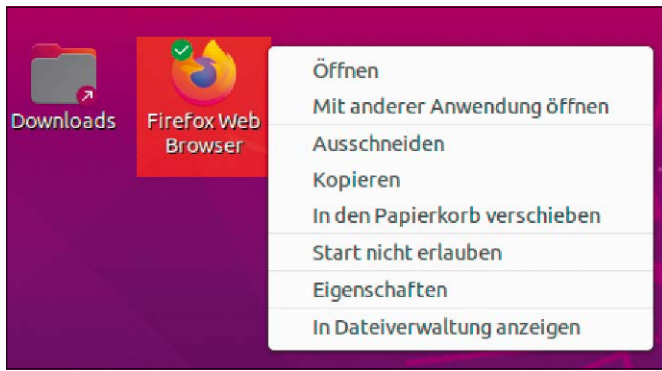 Downloads
Firefox Web
Browser
Öffnen
Mit anderer Anwendung öffnen
Ausschneiden
Kopieren
In den Papierkorb verschieben
Start nicht erlauben
Eigenschaften
In Dateiverwaltung anzeigen